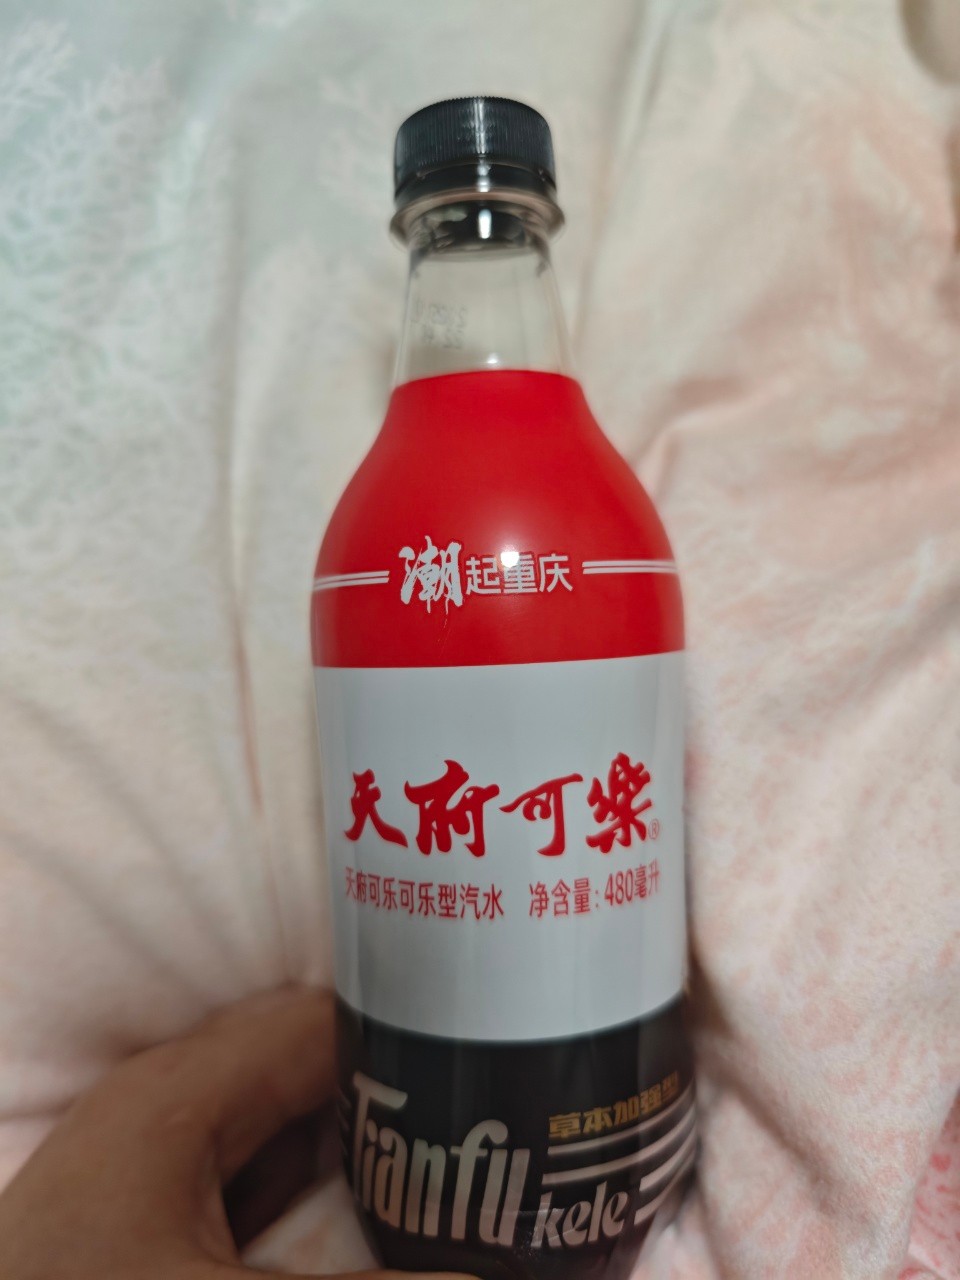 潮起重庆
天府可樂®
天府可乐可乐型汽水 净含量:480毫升
草本加强型
Tianfu
kele